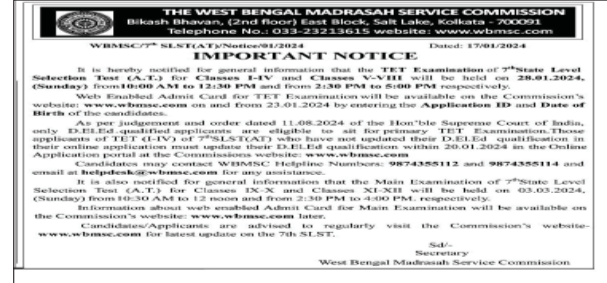 THE WEST BENGAL MADRASAH SERVICE COMMISSION
Bikash Bhavan, (2nd floor) East Block, Salt Lake, Kolkata - 700091
Telephone No.: 033-23213615 website: www.wbmsc.com
WBMSC/7th SLST(AT)/Notice/01/2024 Dated: 17/01/2024
IMPORTANT NOTICE
It is hereby notified for general information that the TET Examination of 7th State Level
Selection Test (A.T.) for Classes I-IV and Classes V-VIII will be held on 28.01.2024,
(Sunday) from 10:00 AM to 12:30 PM and from 2:30 PM to 5:00 PM respectively.
Web Enabled Admit Card for TET Examination will be available on the Commission's
website: www.wbmsc.com on and from 23.01.2024 by entering the Application ID and Date of
Birth of the candidates.
As per judgement and order dated 11.08.2024 of the Hon'ble Supreme Court of India,
only D.ELEd qualified applicants are eligible to sit for primary TET Examination.Those
applicants of TET (I-IV) of 7th SLST(AT) who have not updated their D.ELEd qualification in
their online application must update their D.ELEd qualification within 20.01.2024 in the Online
Application portal at the Commissions website: www.wbmsc.com
Candidates may contact WBMSC Helpline Numbers: 9874355112 and 9874355114 and
email at helpdesk@wbmsc.com for any assistance.
It is also notified for general information that the Main Examination of 7th State Level
Selection Test (A.T.) for Classes IX-X and Classes XI-XII will be held on 03.03.2024,
(Sunday) from 10:30 AM to 12 noon and from 2:30 PM to 4:00 PM. respectively.
Information about web enabled Admit Card for Main Examination will be available on
the Commission's website: www.wbmsc.com later.
Candidates/Applicants are advised to regularly visit the Commission's website-
www.wbmsc.com for latest update on the 7th SLST.
Sd/-
Secretary
West Bengal Madrasah Service Commission